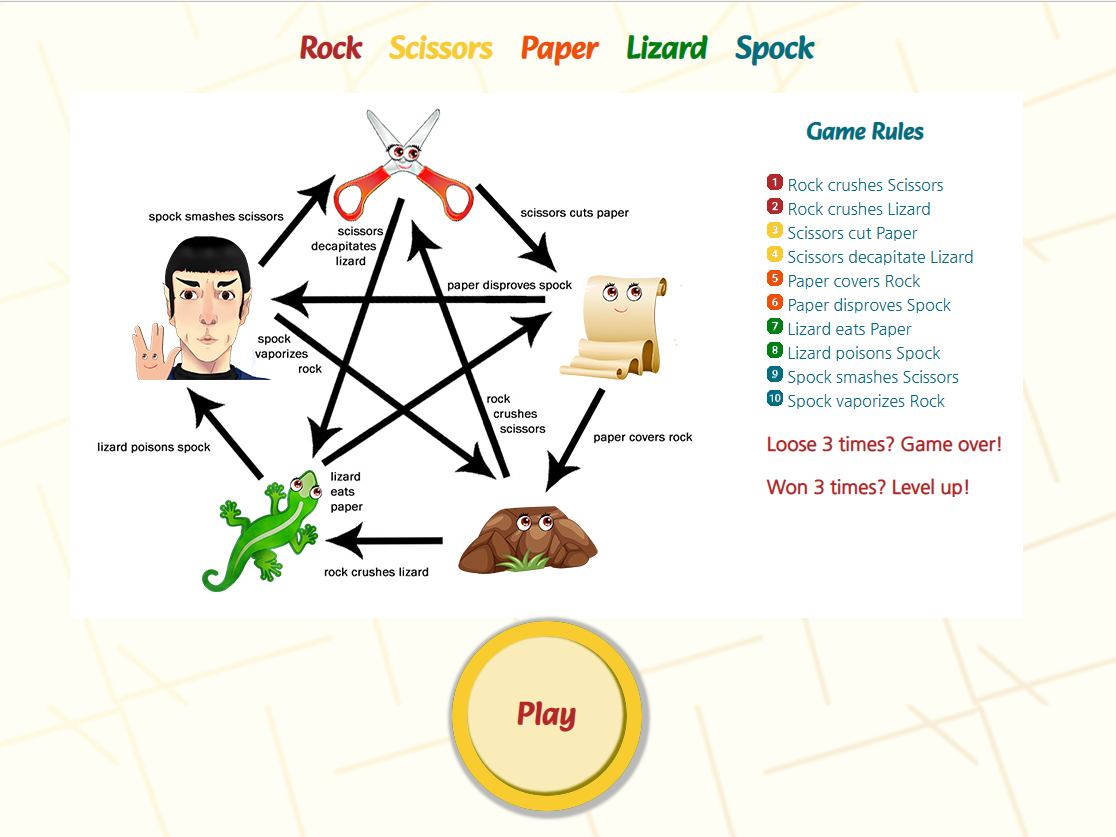 Rock Scissors Paper Lizard Spock
Game Rules
1 Rock crushes Scissors
2 Rock crushes Lizard
3 Scissors cut Paper
4 Scissors decapitate Lizard
5 Paper covers Rock
6 Paper disproves Spock
7 Lizard eats Paper
8 Lizard poisons Spock
9 Spock smashes Scissors
10 Spock vaporizes Rock
Loose 3 times? Game over!
Won 3 times? Level up!
spock smashes scissors
scissors cuts paper
scissors
decapitates
lizard
paper disproves spock
spock
vaporizes
rock
rock
crushes
scissors
paper covers rock
lizard poisons spock
lizard
eats
paper
rock crushes lizard
Play